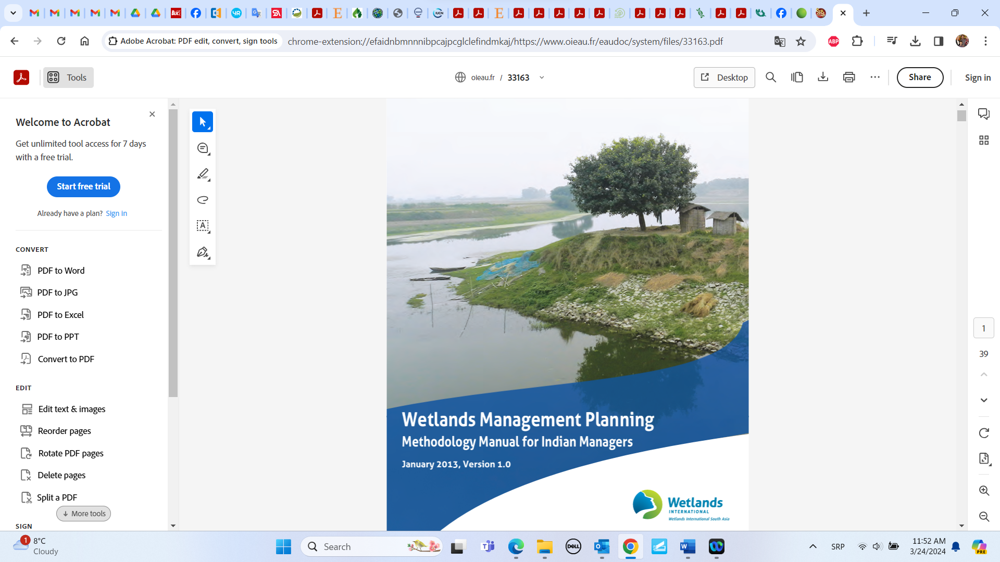 Adobe Acrobat: PDF edit, convert, sign tools
chrome-extension://efaidnbmnnnibpcajpcglclefindmkaj/https://www.oieau.fr/eaudoc/system/files/33163.pdf
ABP
Tools
oieau.fr / 33163
Desktop
Share
Sign in
Welcome to Acrobat
Get unlimited tool access for 7 days
with a free trial.
Start free trial
Already have a plan? Sign in
CONVERT
PDF to Word
PDF to JPG
PDF to Excel
PDF to PPT
Convert to PDF
EDIT
Edit text & images
Reorder pages
Rotate PDF pages
Delete pages
Split a PDF
More tools
SIGN
Wetlands Management Planning
Methodology Manual for Indian Managers
January 2013, Version 1.0
Wetlands
INTERNATIONAL
Wetlands International South Asia
1
39
1
8°C
Cloudy
Search
DELL
SRP
11:52 AM
3/24/2024
PRE